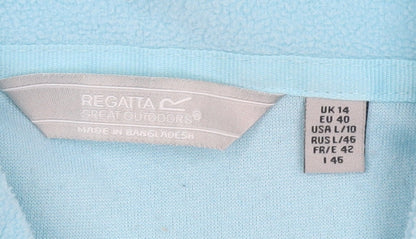 REGATTA
GREAT OUTDOORS
MADE IN BANGLADESH
UK 14
EU 40
USA L/10
RUS L/46
FR/E 42
I 46